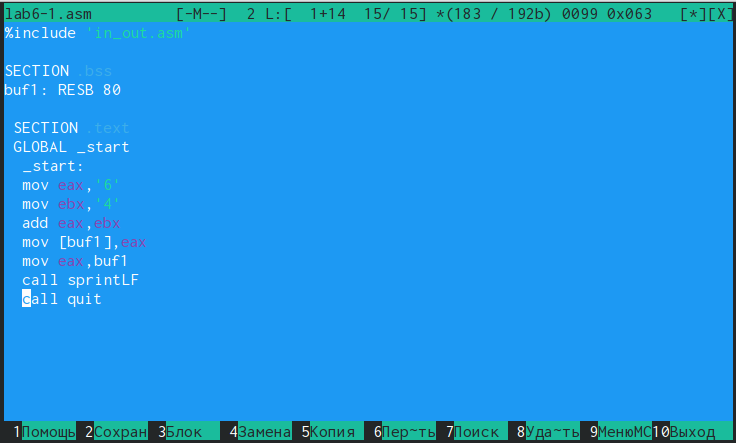 lab6-1.asm [-M--] 2 L:[ 1+14 15/ 15] *(183 / 192b) 0099 0x063 [*][X]
%include 'in_out.asm'
SECTION .bss
buf1: RESB 80
SECTION .text
GLOBAL _start
_start:
mov eax,'6'
mov ebx,'4'
add eax,ebx
mov [buf1],eax
mov eax,buf1
call sprintLF
call quit
1Помощь 2Сохран 3Блок 4Замена 5Копия 6Пер~ть 7Поиск 8Уда~ть 9МенюMC 10Выход